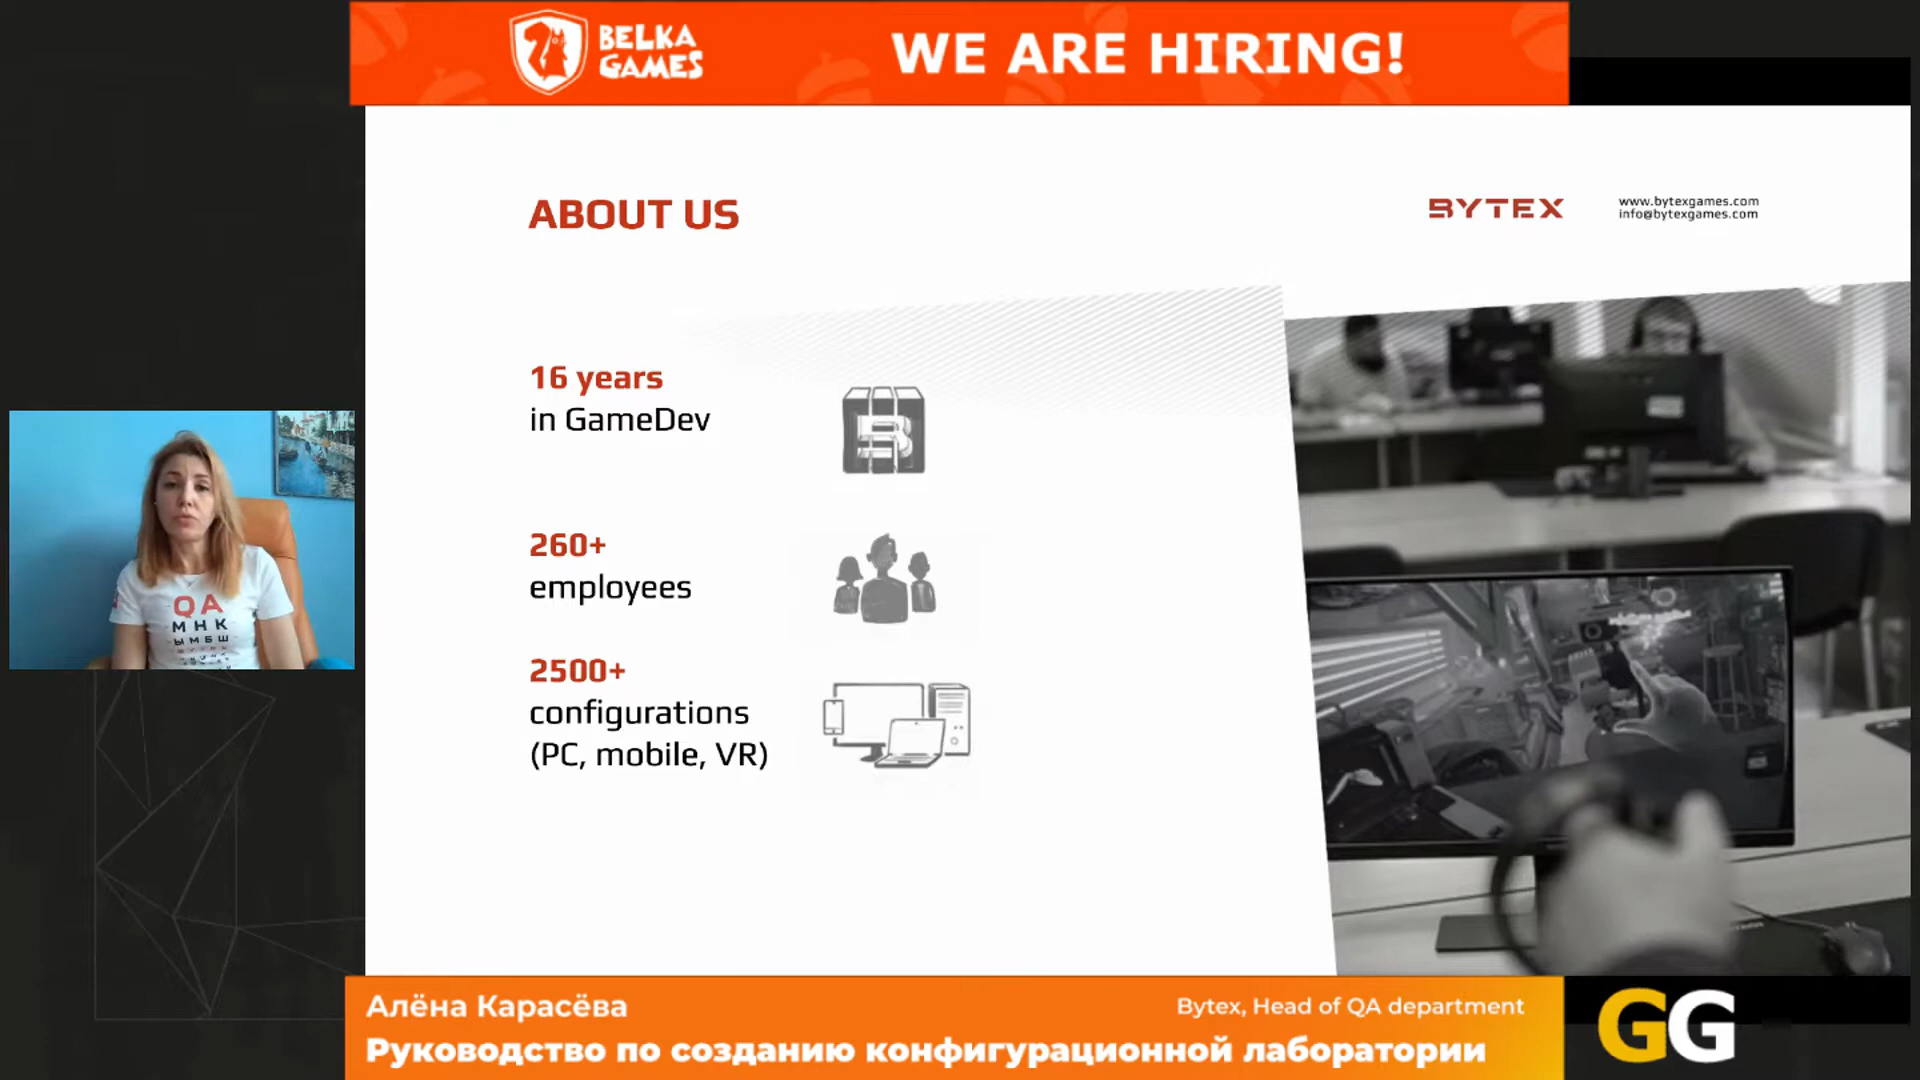 BELKA
GAMES
WE ARE HIRING!
ABOUT US
BYTEX
www.bytexgames.com
info@bytexgames.com
16 years
in GameDev
260+
employees
2500+
configurations
(PC, mobile, VR)
QA
МНК
ЫМБШ
Алёна Карасёва
Bytex, Head of QA department
Руководство по созданию конфигурационной лаборатории
GG